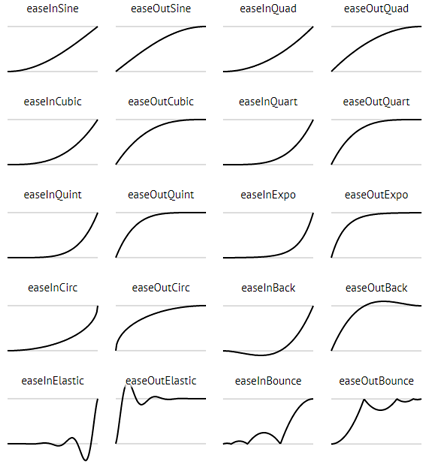 easeInSine easeOutSine easeInQuad easeOutQuad
easeInCubic easeOutCubic easeInQuart easeOutQuart
easeInQuint easeOutQuint easeInExpo easeOutExpo
easeInCirc easeOutCirc easeInBack easeOutBack
easeInElastic easeOutElastic easeInBounce easeOutBounce